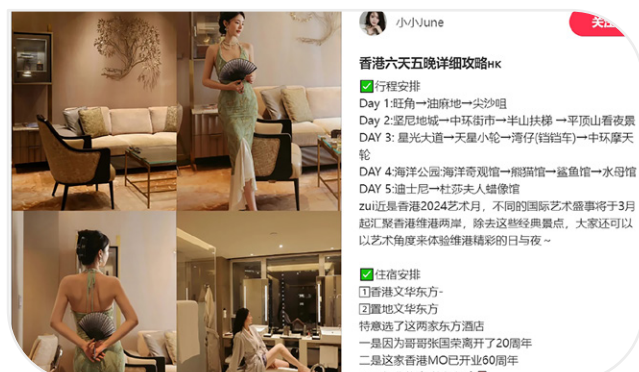 小小June
关注
香港六天五晚详细攻略HK
✅行程安排
Day 1:旺角→油麻地→尖沙咀
Day 2:坚尼地城→中环街市→半山扶梯 →平顶山看夜景
DAY 3: 星光大道→天星小轮→湾仔(铛铛车)→中环摩天
轮
DAY 4:海洋公园:海洋奇观馆→熊猫馆→鲨鱼馆→水母馆
DAY 5:迪士尼→杜莎夫人蜡像馆
zui近是香港2024艺术月，不同的国际艺术盛事将于3月
起汇聚香港维港两岸，除去这些经典景点，大家还可以
以艺术角度来体验维港精彩的日与夜～
✅住宿安排
1️⃣香港文华东方-
2️⃣置地文华东方
特意选了这两家东方酒店
一是因为哥哥张国荣离开了20周年
二是这家香港MO已开业60周年